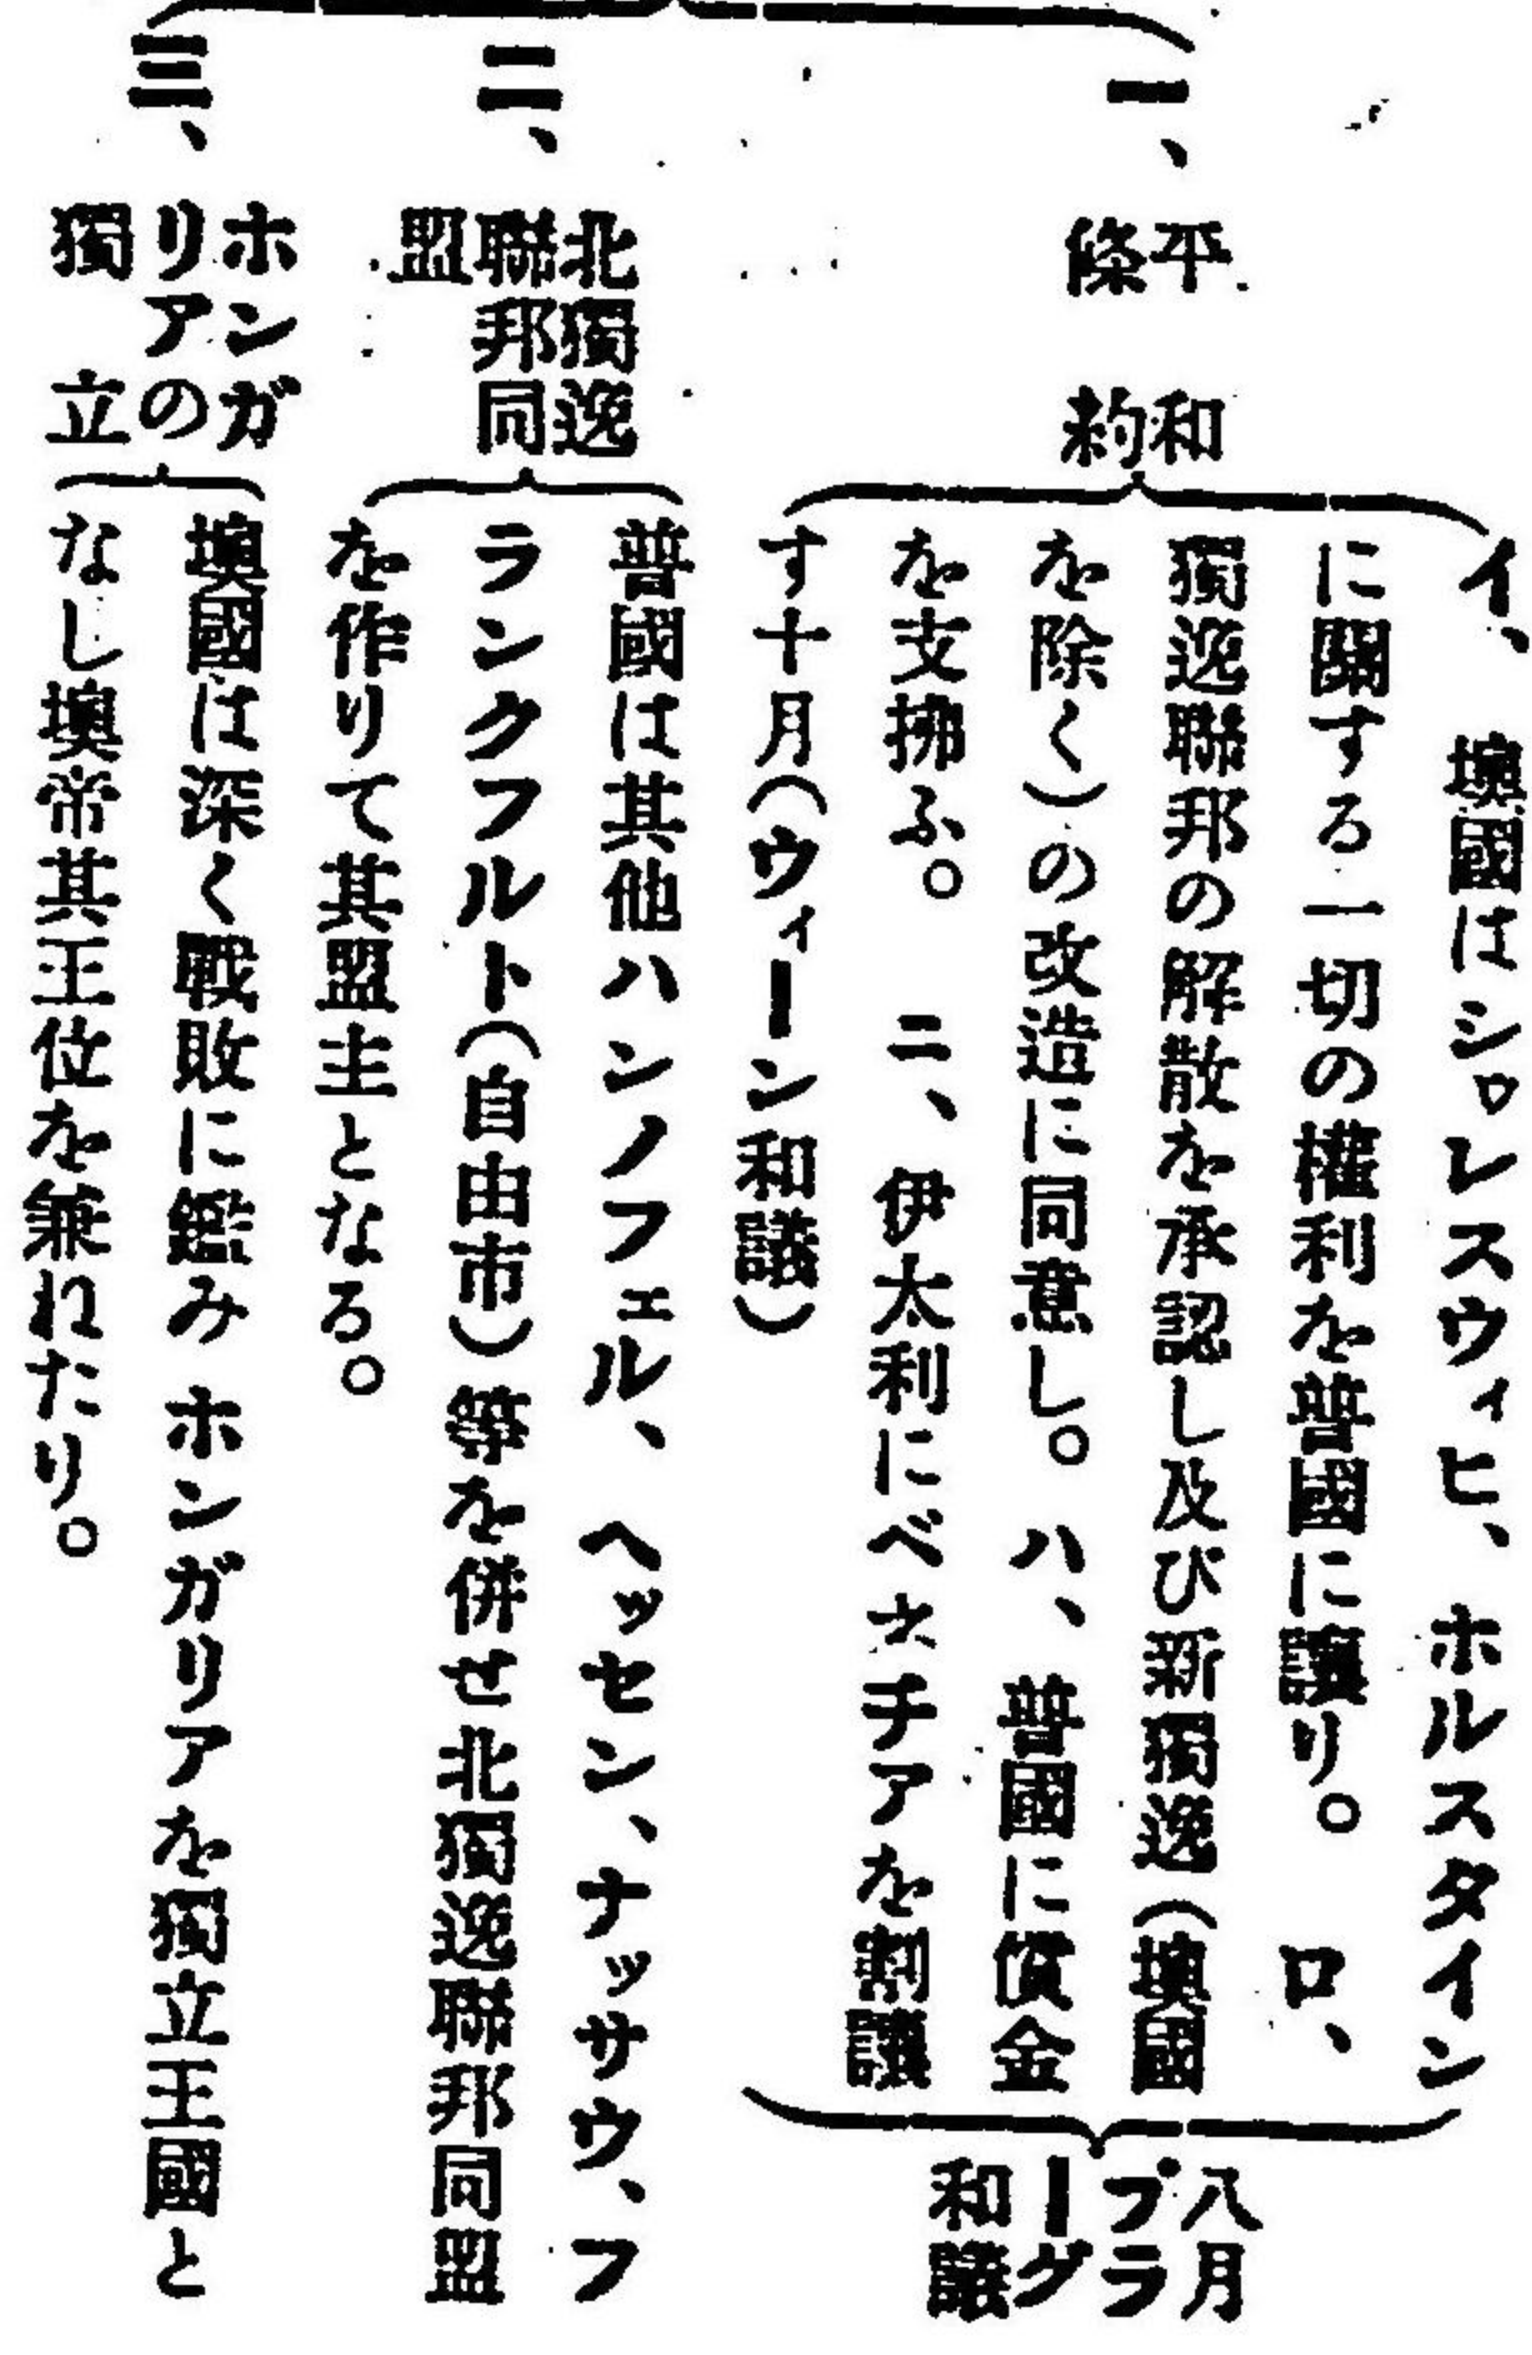 一、
平和
條約
イ、墺國はシロレスウィヒ、ホルスタイン
に關する一切の權利を普國に讓り。ロ、
獨逸聯邦の解散を承認し及び新獨逸（墺國
を除く）の改造に同意し。ハ、普國に償金
を支拂ふ。ニ、伊太利にベネチアを割讓
す十月（ウィーン和議）
八月
プラ
ーグ
和議
二、
北獨逸
聯邦同
盟
普國は其他ハンノフェル、ヘッセン、ナッサウ、フ
ランクフルト（自由市）等を併せ北獨逸聯邦同盟
を作りて其盟主となる。
三、
ホンガ
リアの
獨立
墺國は深く戰敗に鑑みホンガリアを獨立王國と
なし墺帝其王位を兼ねたり。